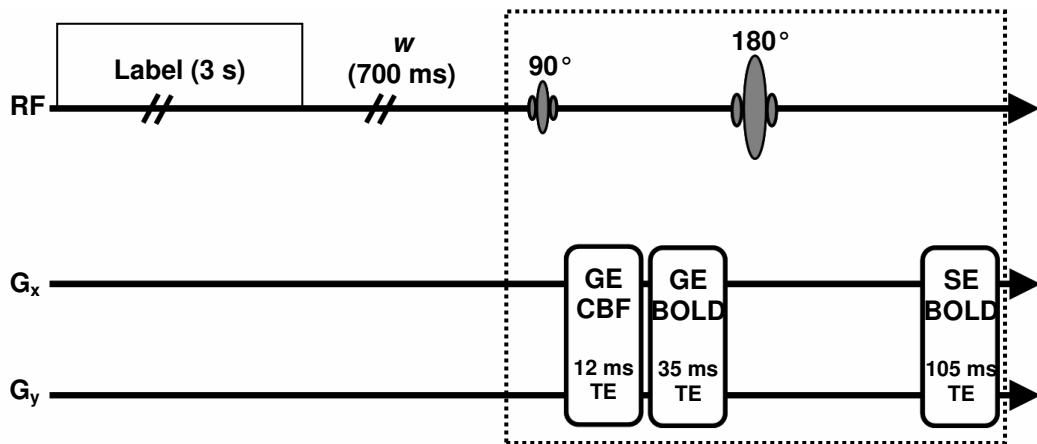 Label (3 s)
w
(700 ms)
90°
180°
RF
Gx
GE
CBF
12 ms
TE
GE
BOLD
35 ms
TE
SE
BOLD
105 ms
TE
Gy